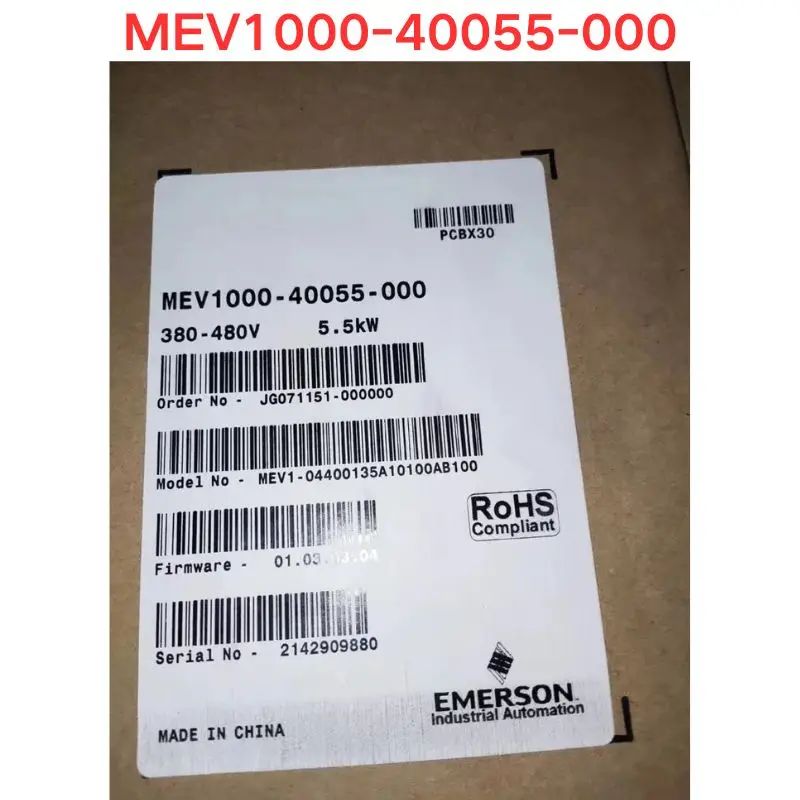 MEV1000-40055-000
PCBX30
MEV1000-40055-000
380-480V 5.5kW
Order No - JG071151-000000
Model No - MEV1-04400135A10100AB100
RoHS
Compliant
Firmware -
Serial No - 2142909880
EMERSON
Industrial Automation
MADE IN CHINA